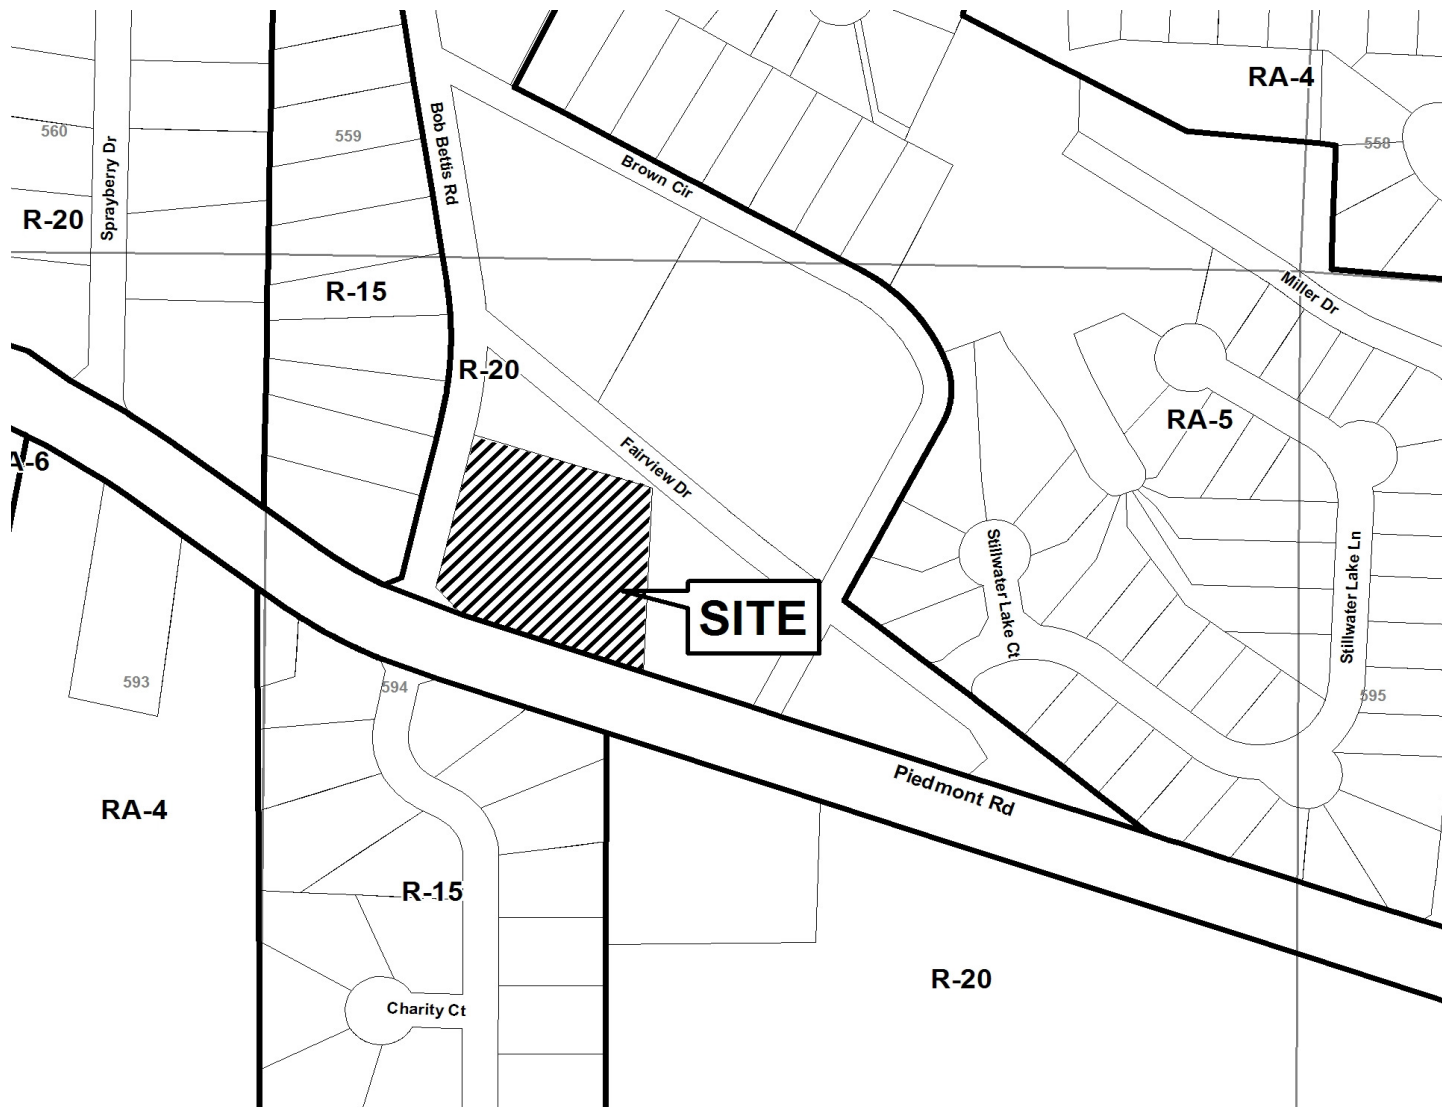 RA-4
560
559
558
Sprayberry Dr
Bob Bettis Rd
Brown Cir
R-20
R-15
Miller Dr
R-20
RA-5
A-6
Fairview Dr
Stillwater Lake Ct
Stillwater Lake Ln
SITE
593
594
595
Piedmont Rd
RA-4
R-15
R-20
Charity Ct